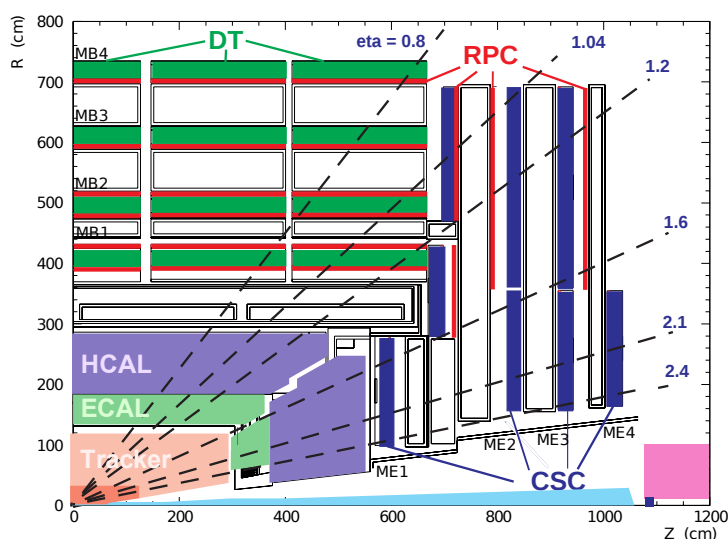 R (cm)
800
700
600
500
400
300
200
100
0
MB4
MB3
MB2
MB1
DT
eta = 0.8
RPC
1.04
1.2
1.6
2.1
2.4
HCAL
ECAL
Tracker
ME1
ME2
ME3
ME4
CSC
0
200
400
600
800
1000
1200
Z (cm)